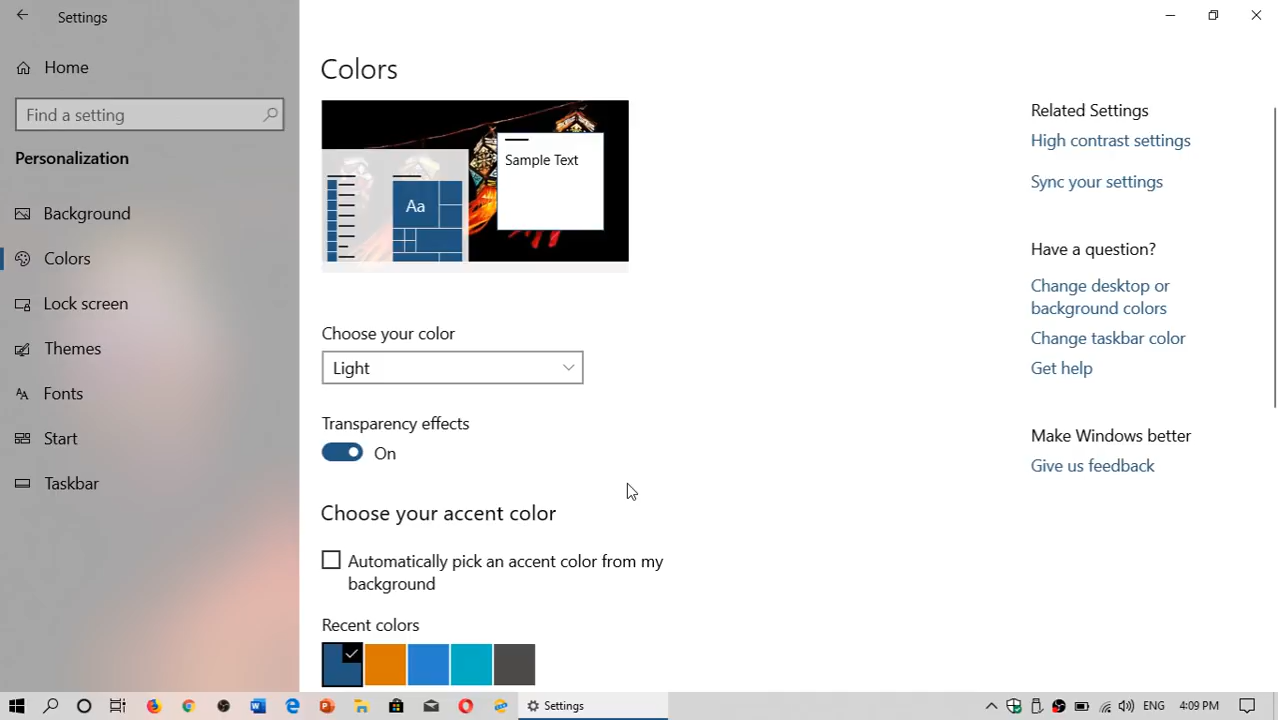 Settings
Home
Find a setting
Personalization
Background
Colors
Lock screen
Themes
Fonts
Start
Taskbar
Colors
Sample Text
Aa
Choose your color
Light
Transparency effects
On
Choose your accent color
Automatically pick an accent color from my
background
Recent colors
Related Settings
High contrast settings
Sync your settings
Have a question?
Change desktop or
background colors
Change taskbar color
Get help
Make Windows better
Give us feedback
Settings
ENG
4:09 PM